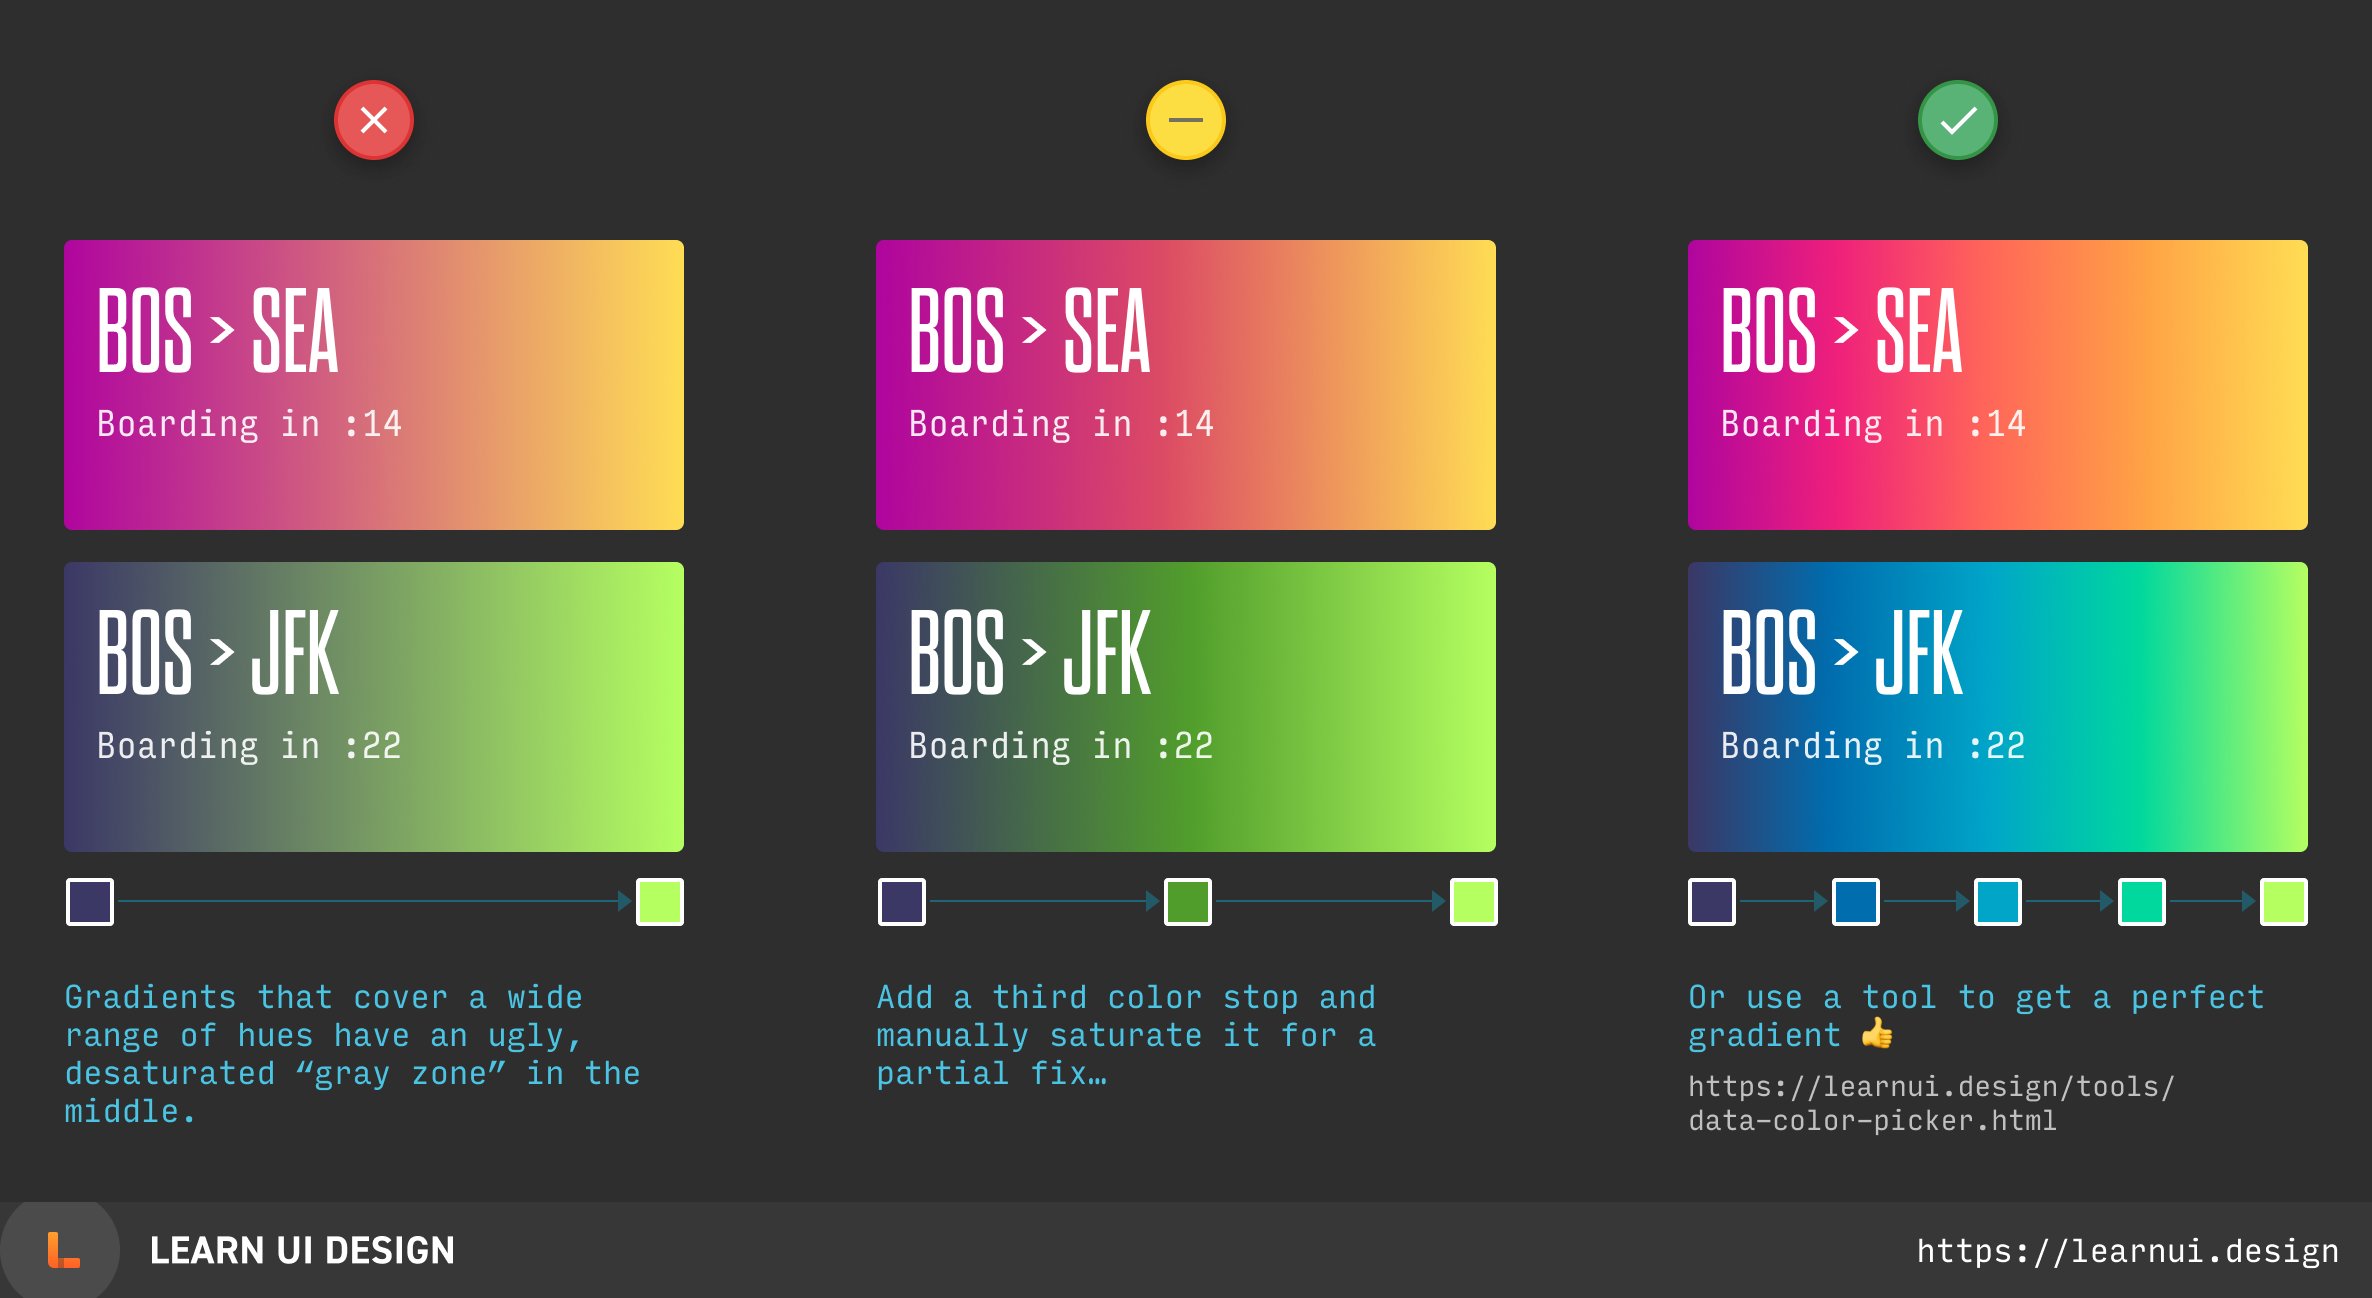 BOS > SEA
Boarding in :14
BOS > JFK
Boarding in :22
Gradients that cover a wide
range of hues have an ugly,
desaturated “gray zone” in the
middle.
BOS > SEA
Boarding in :14
BOS > JFK
Boarding in :22
Add a third color stop and
manually saturate it for a
partial fix…
BOS > SEA
Boarding in :14
BOS > JFK
Boarding in :22
Or use a tool to get a perfect
gradient 👍
https://learnui.design/tools/
data-color-picker.html
LEARN UI DESIGN
https://learnui.design